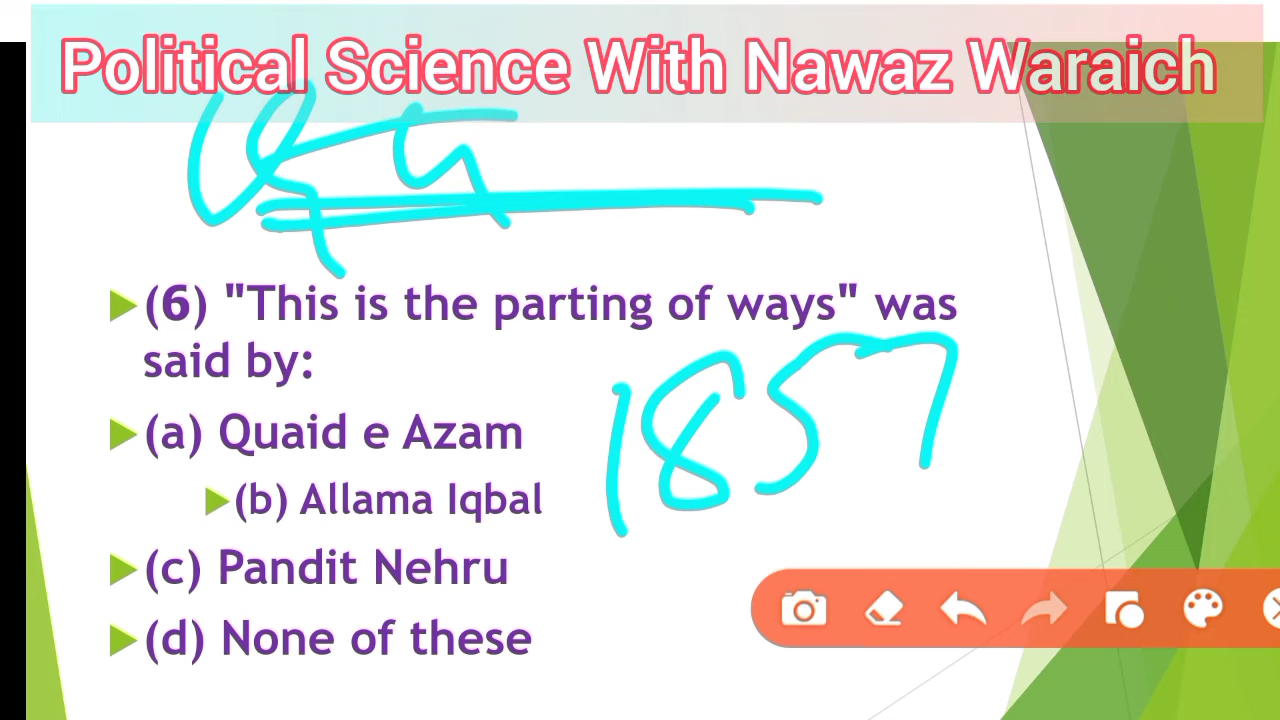 Political Science With Nawaz Waraich
(6) "This is the parting of ways" was
said by:
1857
(a) Quaid e Azam
(b) Allama Iqbal
(c) Pandit Nehru
(d) None of these